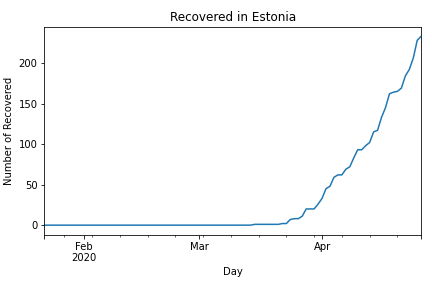 Recovered in Estonia
Number of Recovered
200
150
100
50
0
Feb
2020
Mar
Apr
Day